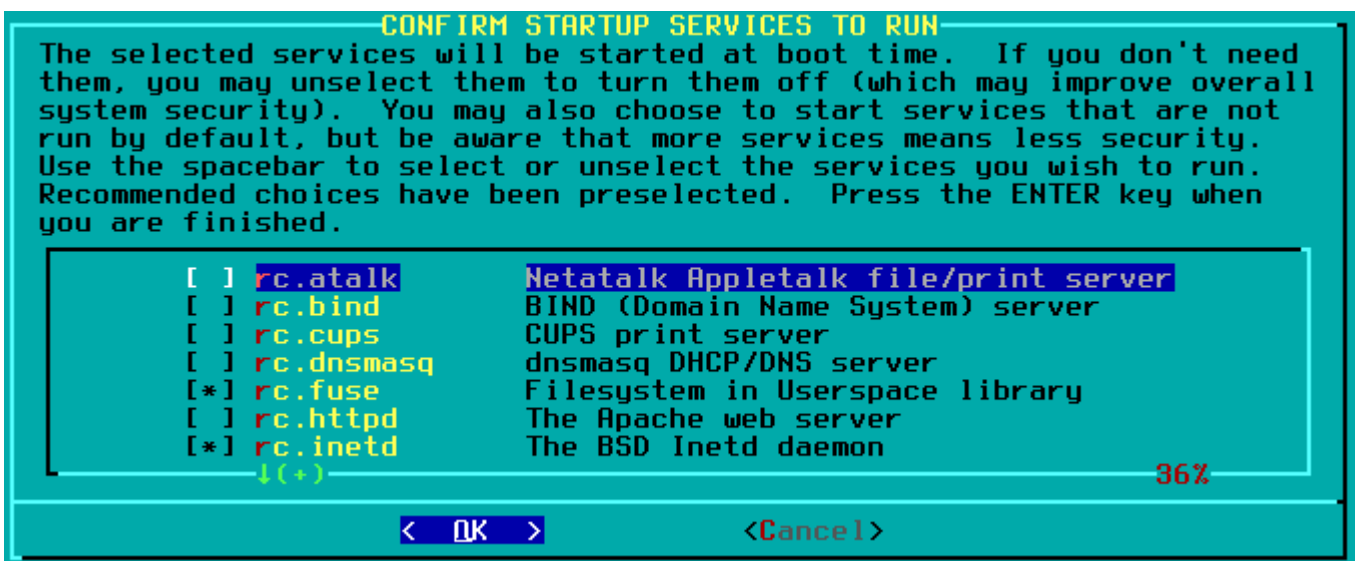 CONFIRM STARTUP SERVICES TO RUN
The selected services will be started at boot time.  If you don't need
them, you may unselect them to turn them off (which may improve overall
system security).  You may also choose to start services that are not
run by default, but be aware that more services means less security.
Use the spacebar to select or unselect the services you wish to run.
Recommended choices have been preselected.  Press the ENTER key when
you are finished.
[ ] rc.atalk Netatalk Appletalk file/print server
[ ] rc.bind BIND (Domain Name System) server
[ ] rc.cups CUPS print server
[ ] rc.dnsmasq dnsmasq DHCP/DNS server
[*] rc.fuse Filesystem in Userspace library
[ ] rc.httpd The Apache web server
[*] rc.inetd The BSD Inetd daemon
↓(+) 36%
< OK > <Cancel>